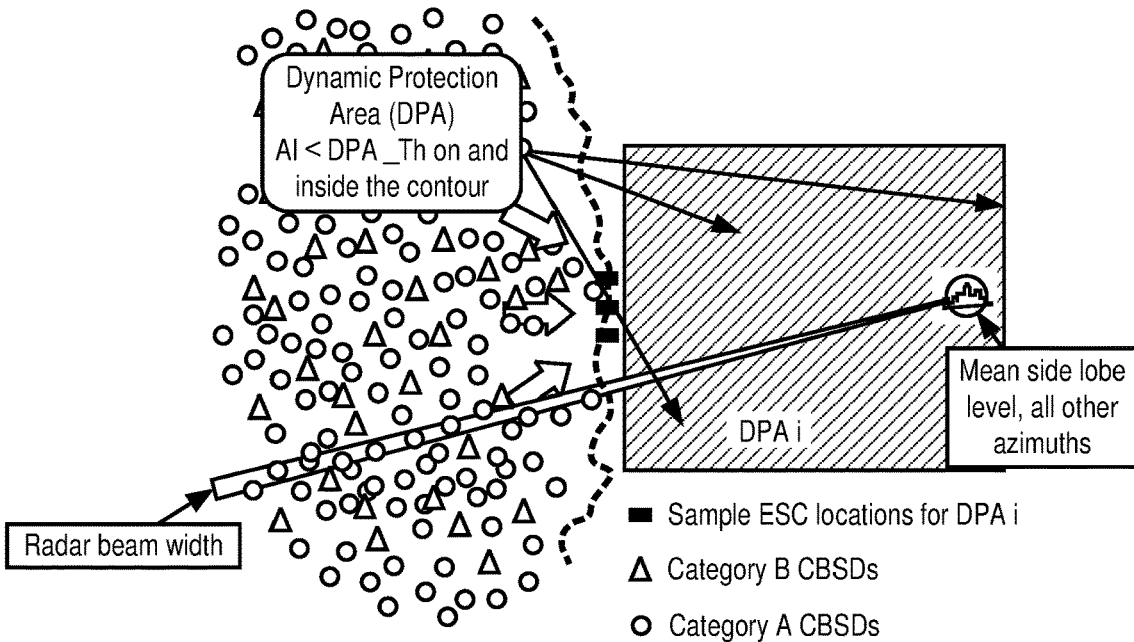 Dynamic Protection
Area (DPA)
AI < DPA _Th on and
inside the contour
DPA i
Mean side lobe
level, all other
azimuths
Radar beam width
Sample ESC locations for DPA i
Category B CBSDs
Category A CBSDs